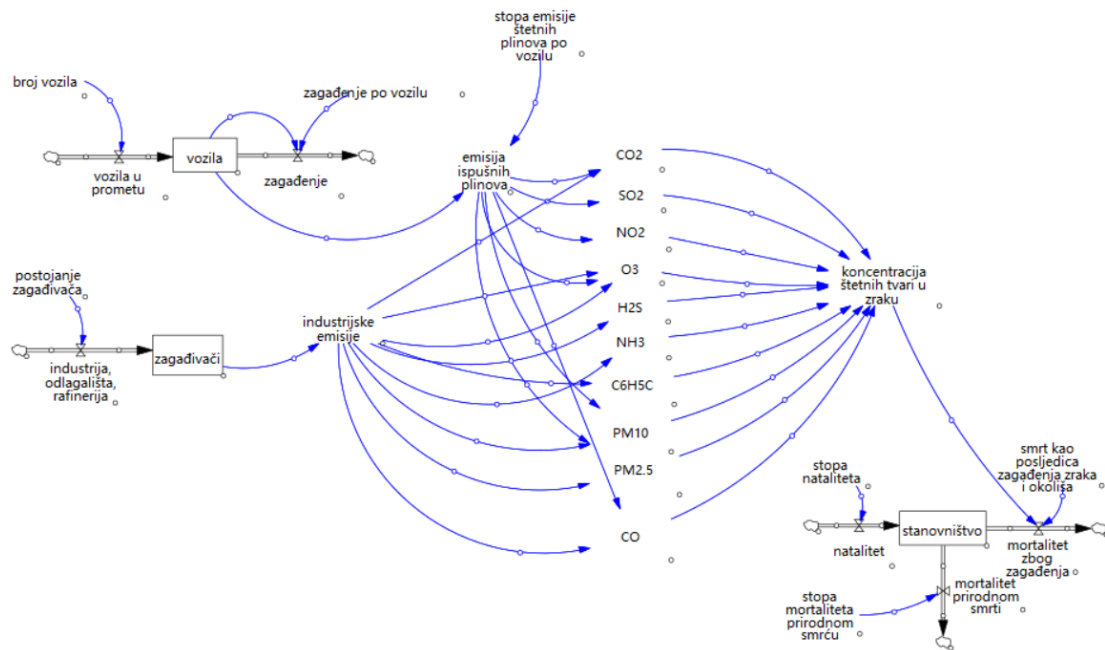 stopa emisije
štetnih
plinova po
vozilu
broj vozila
zagađenje po vozilu
vozila
vozila u
prometu
zagađenje
emisija
ispušnih
plinova
CO2
SO2
NO2
O3
H2S
NH3
C6H5C
PM10
PM2.5
CO
postojanje
zagađivača
zagađivači
industrija,
odlagališta,
rafinerija
industrijske
emisije
koncentracija
štetnih tvari u
zraku
stopa
nataliteta
smrt kao
posljedica
zagađenja zraka
i okoliša
stanovništvo
natalitet
mortalitet
zbog
zagađenja
mortalitet
prirodnom
smrti
stopa
mortaliteta
prirodnom
smrću